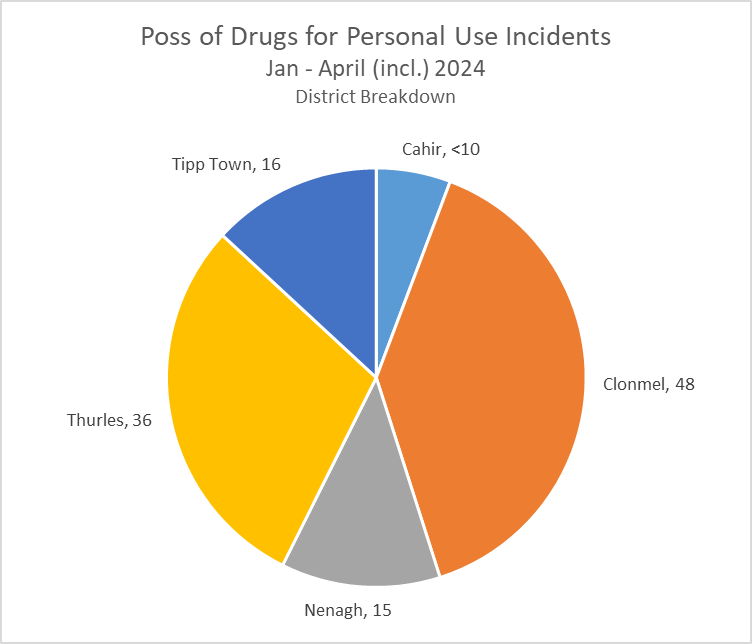 Poss of Drugs for Personal Use Incidents
Jan - April (incl.) 2024
District Breakdown
Cahir, <10
Tipp Town, 16
Clonmel, 48
Thurles, 36
Nenagh, 15